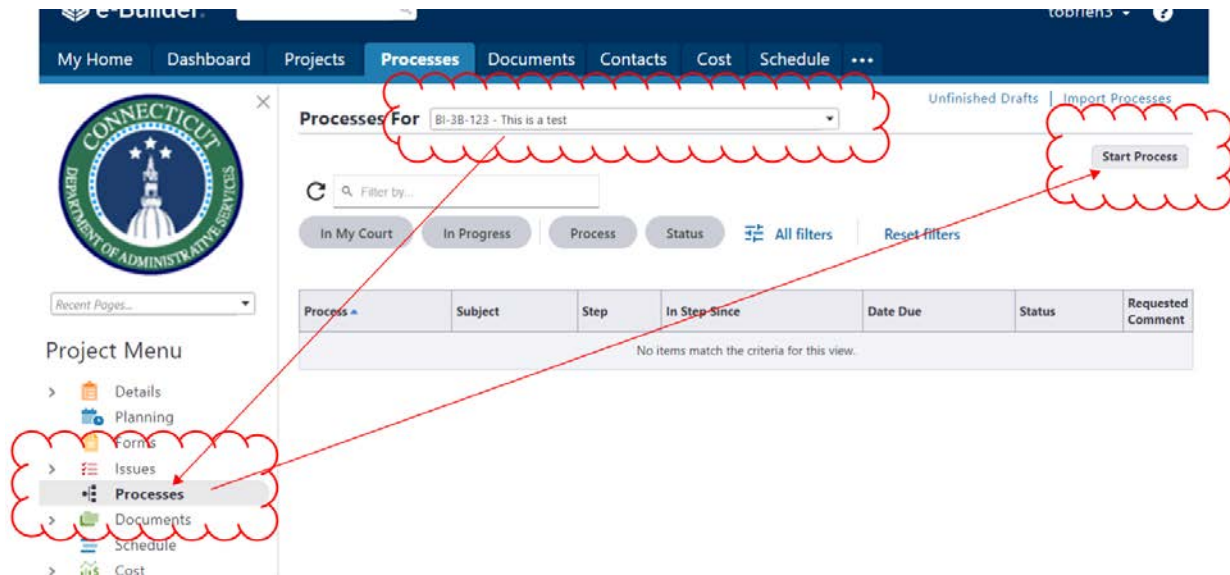 e-Builder.
tobrien3
?
My Home Dashboard Projects Processes Documents Contacts Cost Schedule •••
Unfinished Drafts | Import Processes
Processes For BI-3B-123 - This is a test
Start Process
CONNECTICUT
DEPARTMENT OF ADMINISTRATIVE SERVICES
Filter by...
In My Court In Progress Process Status All filters Reset filters
Recent Pages...
Process Subject Step In Step Since Date Due Status Requested Comment
No items match the criteria for this view.
Project Menu
Details
Planning
Forms
Issues
Processes
Documents
Schedule
Cost